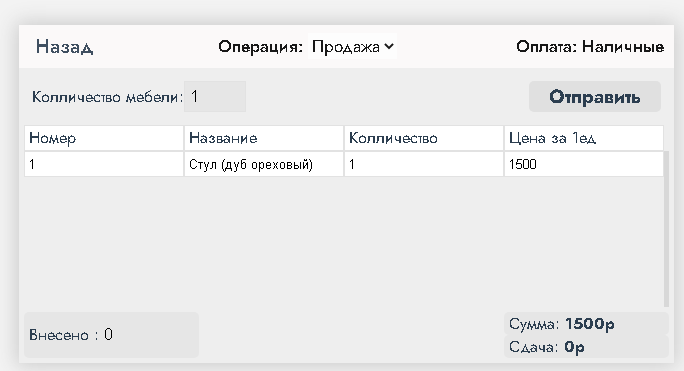 Назад Операция: Продажа Оплата: Наличные
Колличество мебели: 1 Отправить
Номер Название Колличество Цена за 1ед
1 Стул (дуб ореховый) 1 1500
Внесено : 0 Сумма: 1500р
Сдача: 0р